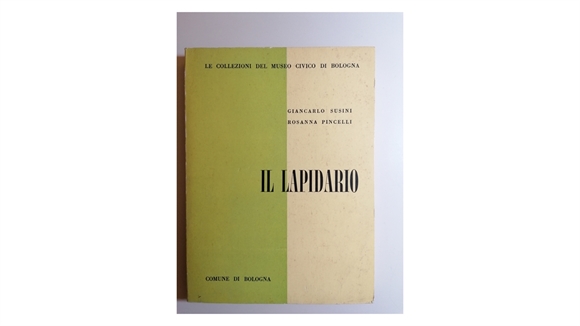 LE COLLEZIONI DEL MUSEO CIVICO DI BOLOGNA
GIANCARLO SUSINI
ROSANNA PINCELLI
IL LAPIDARIO
COMUNE DI BOLOGNA